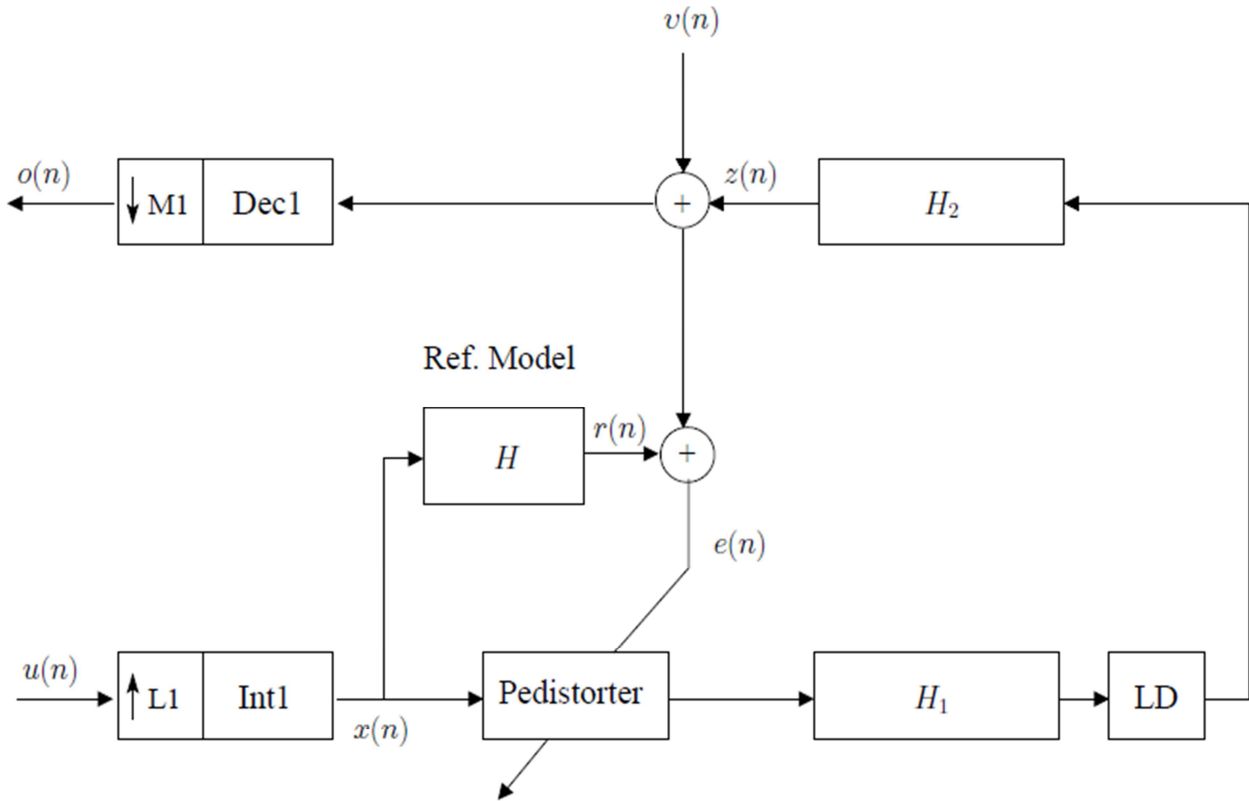 v(n)
o(n)
↓ M1 Dec1
+
z(n)
H₂
Ref. Model
H
r(n)
+
e(n)
u(n)
↑ L1 Int1
x(n)
Pedistorter
H₁
LD